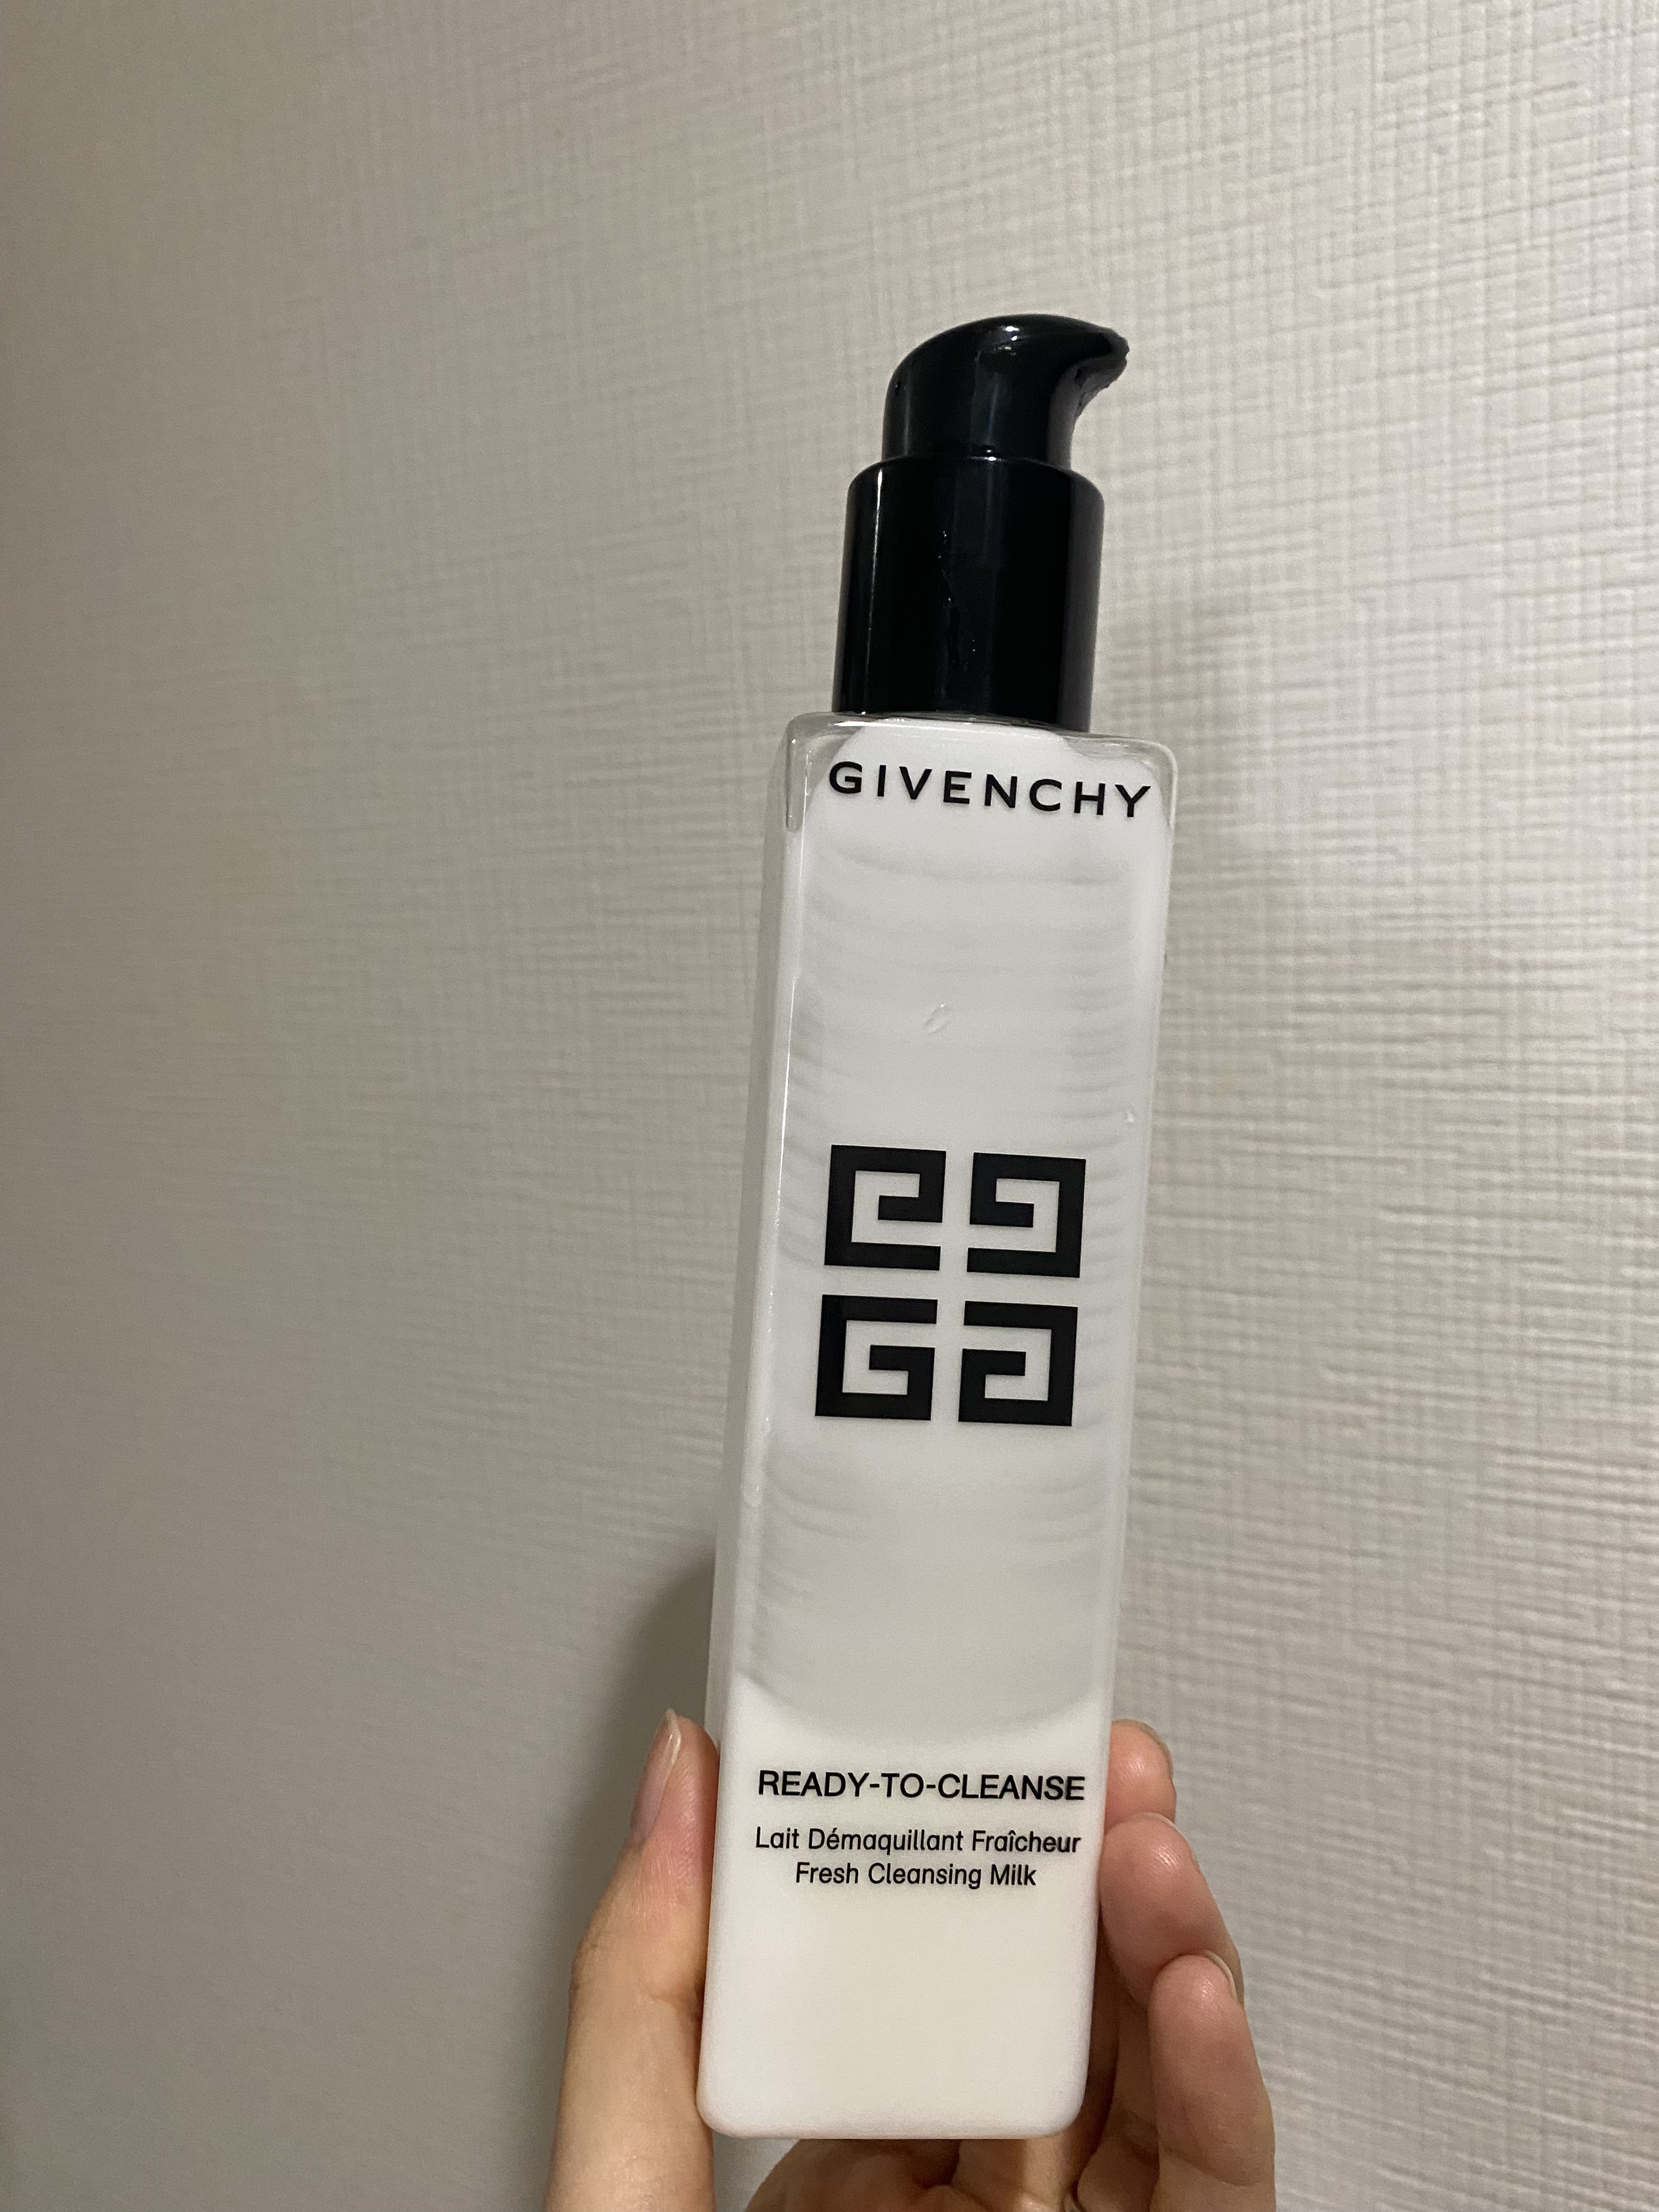 GIVENCHY
READY-TO-CLEANSE
Lait Démaquillant Fraîcheur
Fresh Cleansing Milk